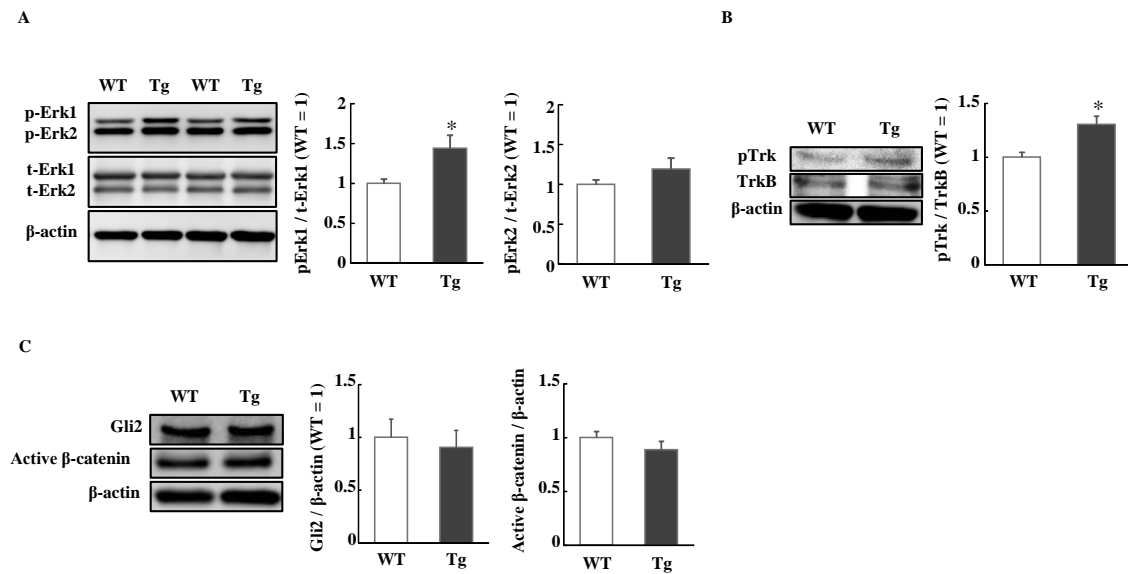 A
WT Tg WT Tg
p-Erk1
p-Erk2
t-Erk1
t-Erk2
β-actin
pErk1 / t-Erk1 (WT = 1)
2
1.5
1
0.5
0
*
WT Tg
pErk2 / t-Erk2 (WT = 1)
2
1.5
1
0.5
0
WT Tg
B
WT Tg
pTrk
TrkB
β-actin
pTrk / TrkB (WT = 1)
1.5
1
0.5
0
*
WT Tg
C
WT Tg
Gli2
Active β-catenin
β-actin
Gli2 / β-actin (WT = 1)
1.5
1
0.5
0
WT Tg
Active β-catenin / β-actin
1.5
1
0.5
0
WT Tg